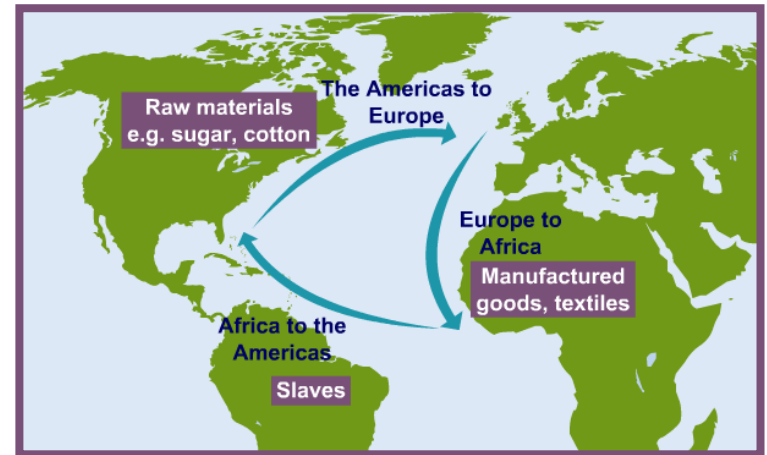 The Americas to
Europe
Raw materials
e.g. sugar, cotton
Europe to
Africa
Manufactured
goods, textiles
Africa to the
Americas
Slaves